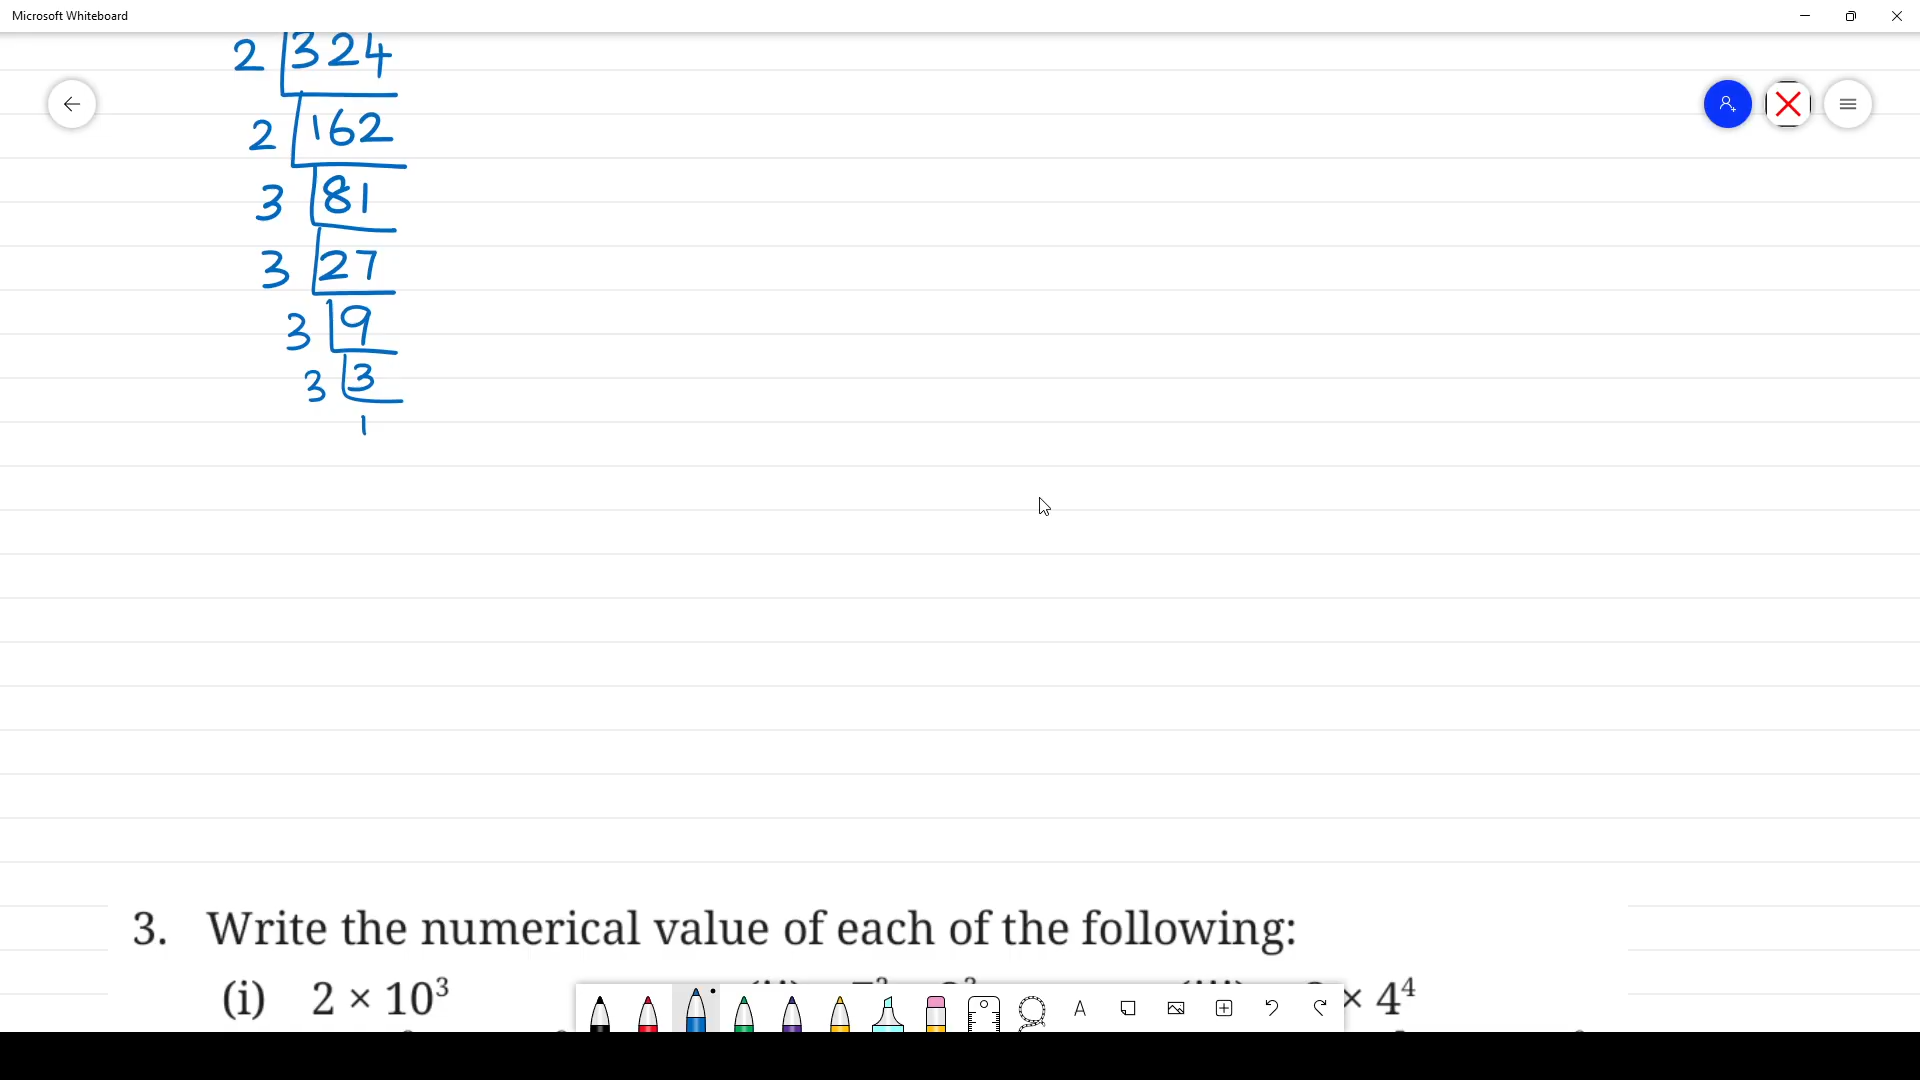 Microsoft Whiteboard
2 324
2 162
3 81
3 27
3 9
3 3
1
3. Write the numerical value of each of the following:
(i) 2 × 10³ × 4⁴
A